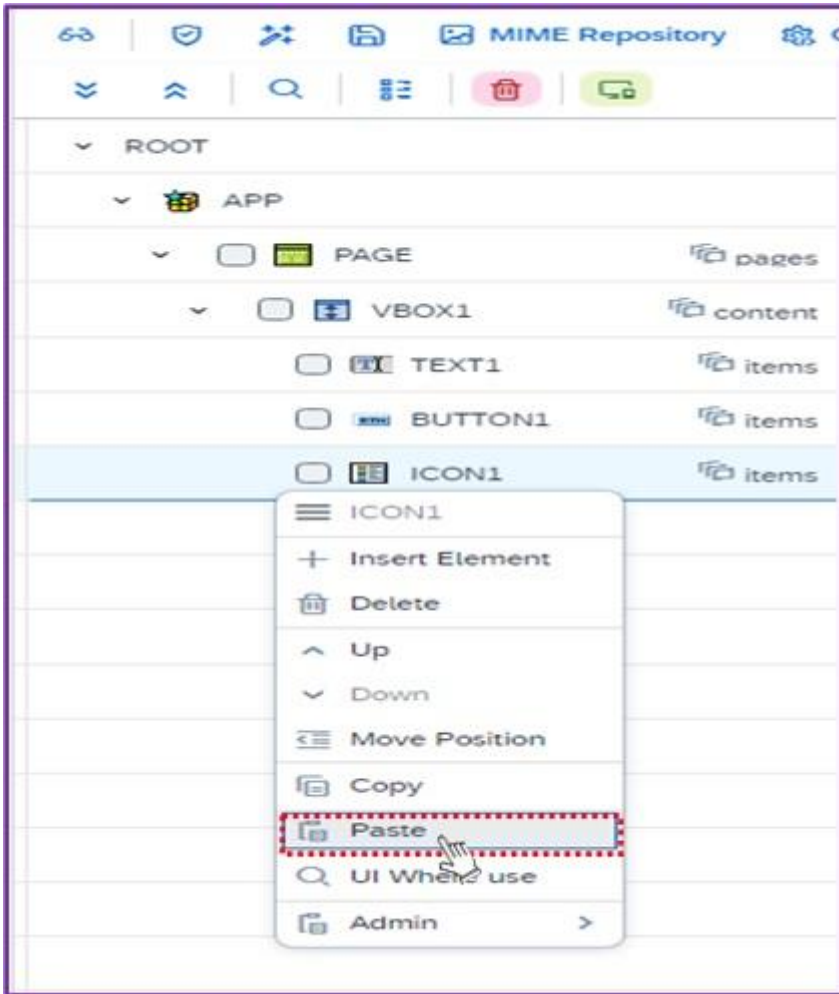 MIME Repository
ROOT
APP
PAGE pages
VBOX1 content
TEXT1 items
BUTTON1 items
ICON1 items
ICON1
Insert Element
Delete
Up
Down
Move Position
Copy
Paste
UI Where use
Admin